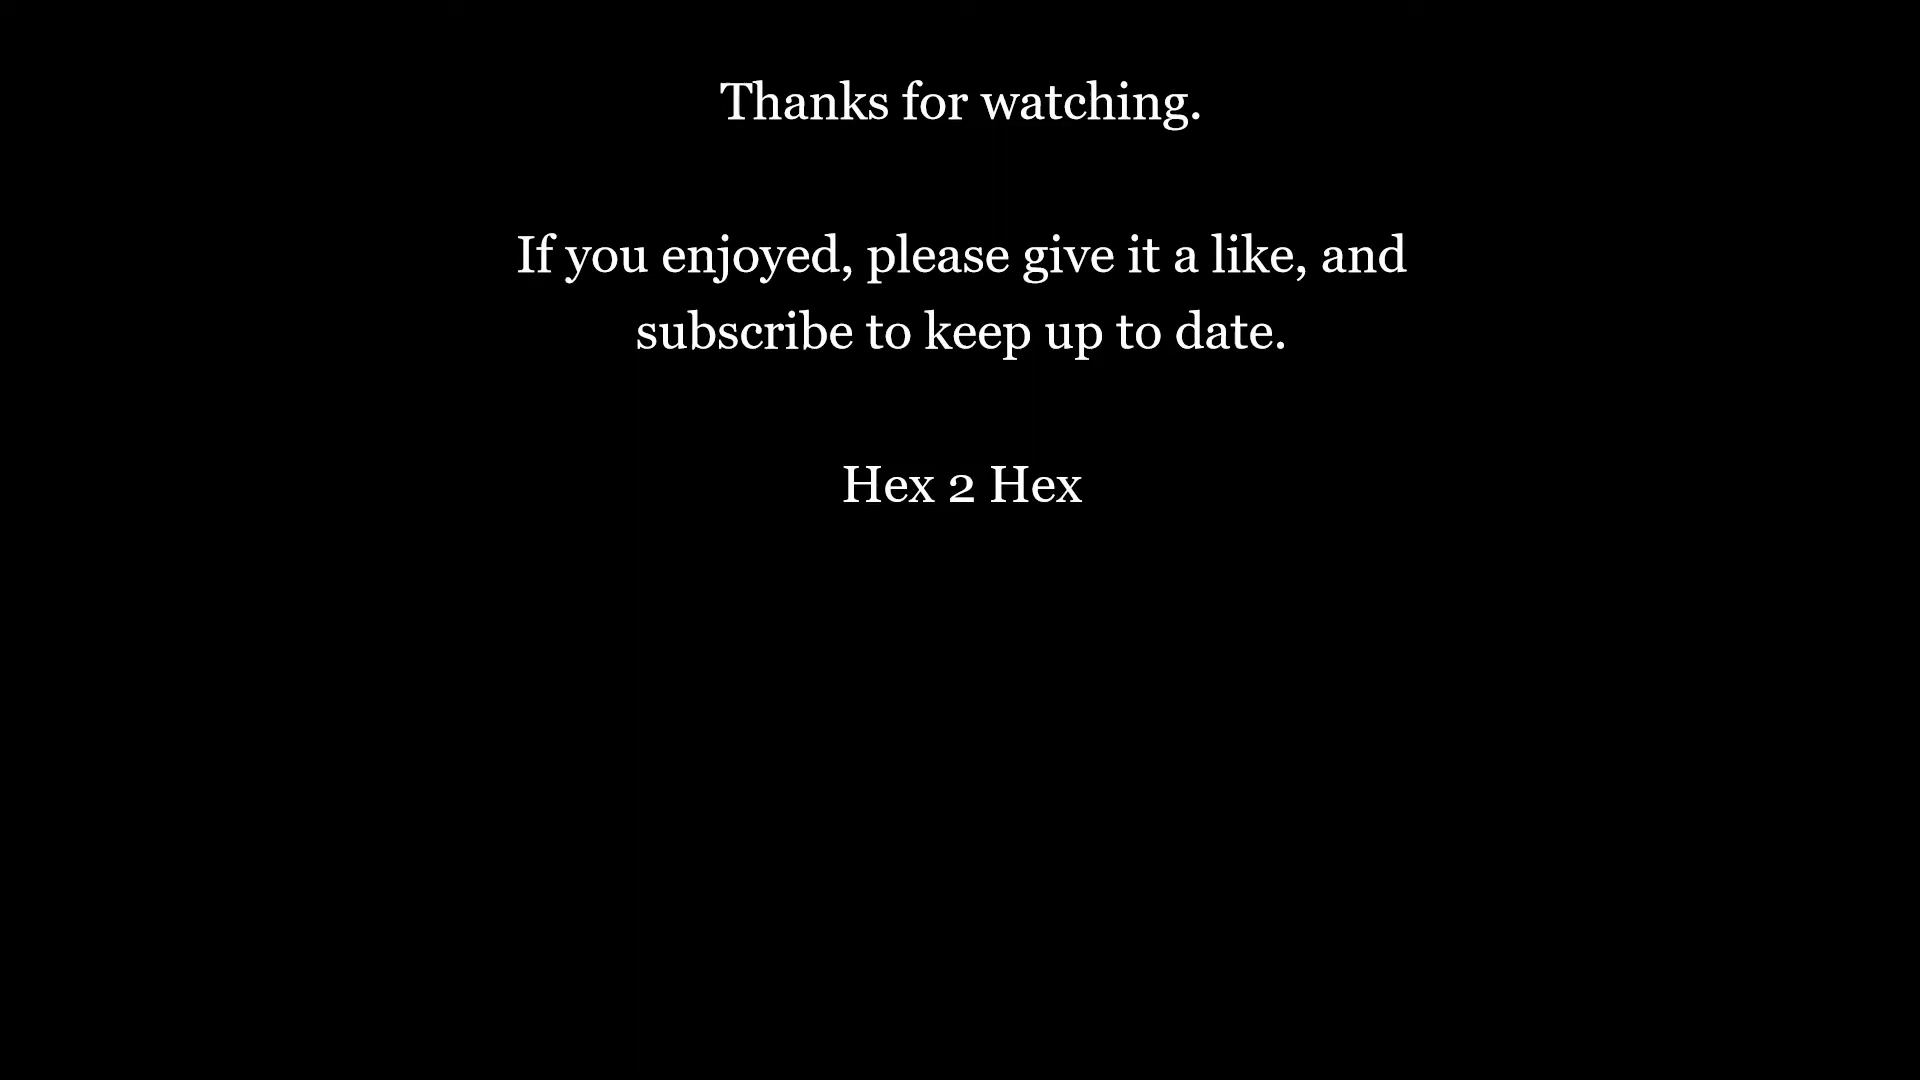 Thanks for watching.
If you enjoyed, please give it a like, and
subscribe to keep up to date.
Hex 2 Hex